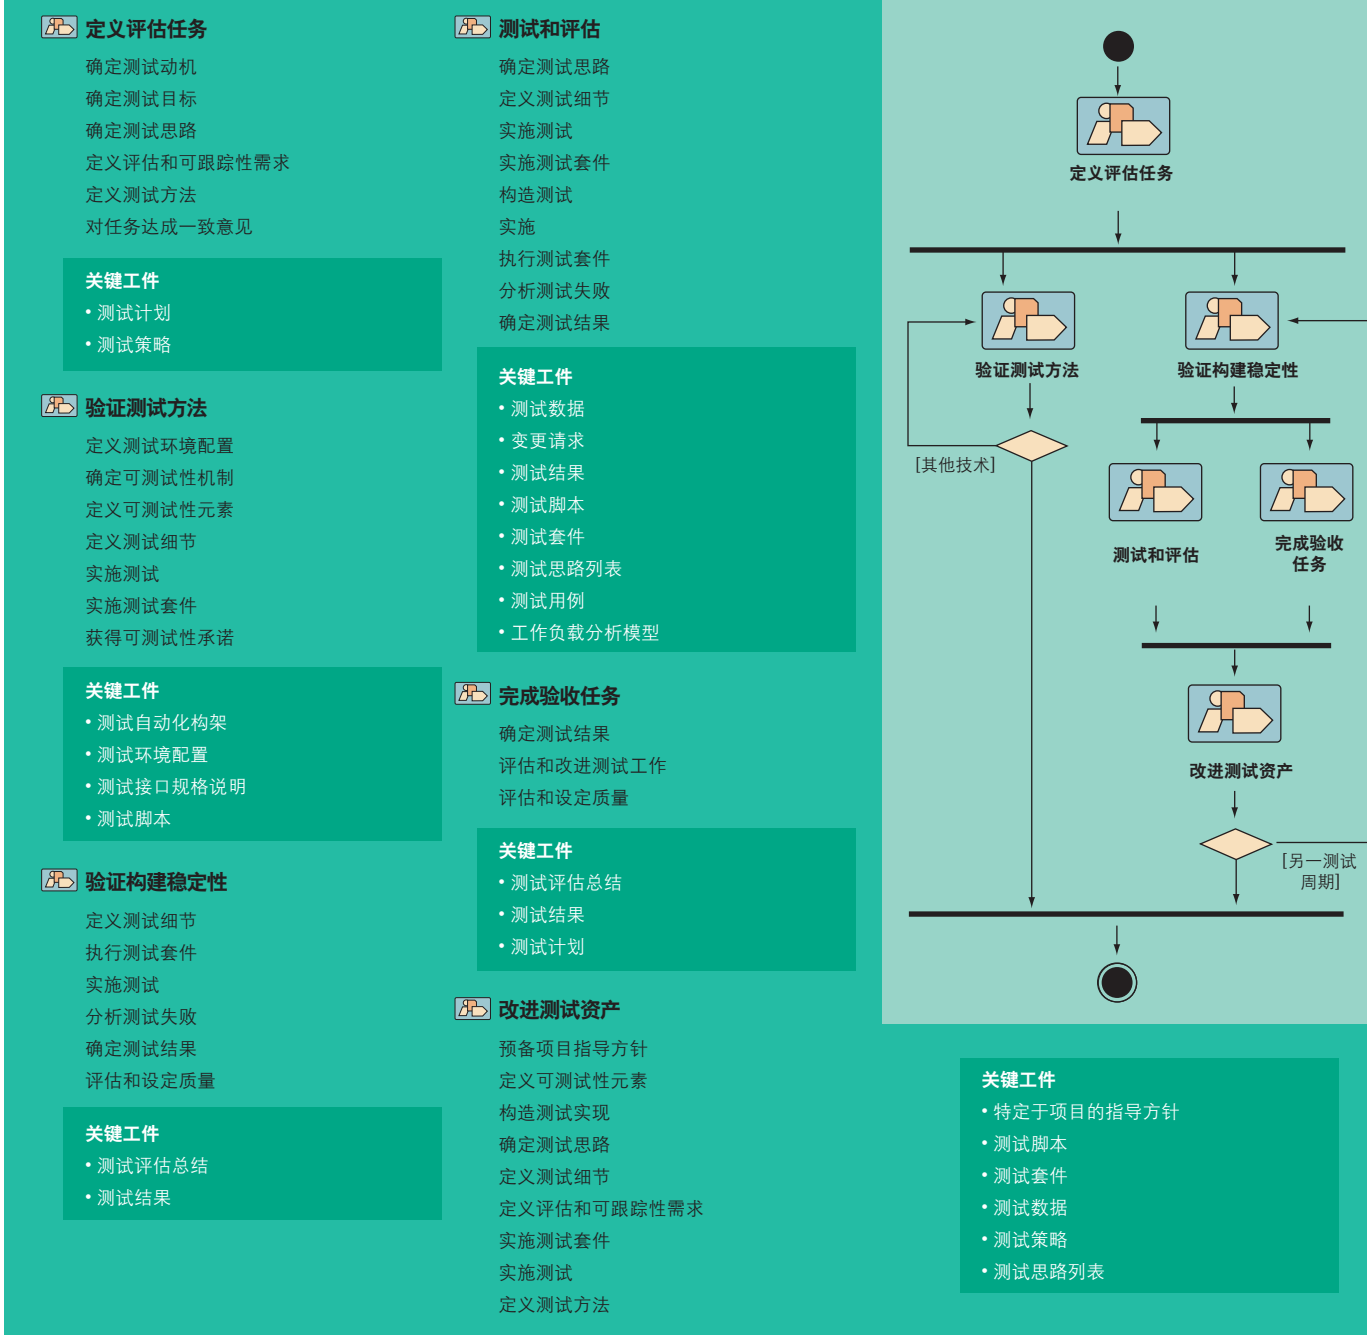 定义评估任务
确定测试动机
确定测试目标
确定测试思路
定义评估和可跟踪性需求
定义测试方法
对任务达成一致意见
关键工件
• 测试计划
• 测试策略
验证测试方法
定义测试环境配置
确定可测试性机制
定义可测试性元素
定义测试细节
实施测试
实施测试套件
获得可测试性承诺
关键工件
• 测试自动化构架
• 测试环境配置
• 测试接口规格说明
• 测试脚本
验证构建稳定性
定义测试细节
执行测试套件
实施测试
分析测试失败
确定测试结果
评估和设定质量
关键工件
• 测试评估总结
• 测试结果
测试和评估
确定测试思路
定义测试细节
实施测试
实施测试套件
构造测试
实施
执行测试套件
分析测试失败
确定测试结果
关键工件
• 测试数据
• 变更请求
• 测试结果
• 测试脚本
• 测试套件
• 测试思路列表
• 测试用例
• 工作负载分析模型
完成验收任务
确定测试结果
评估和改进测试工作
评估和设定质量
关键工件
• 测试评估总结
• 测试结果
• 测试计划
改进测试资产
预备项目指导方针
定义可测试性元素
构造测试实现
确定测试思路
定义测试细节
定义评估和可跟踪性需求
实施测试套件
实施测试
定义测试方法
定义评估任务
验证测试方法
验证构建稳定性
[其他技术]
测试和评估
完成验收
任务
改进测试资产
[另一测试
周期]
关键工件
• 特定于项目的指导方针
• 测试脚本
• 测试套件
• 测试数据
• 测试策略
• 测试思路列表